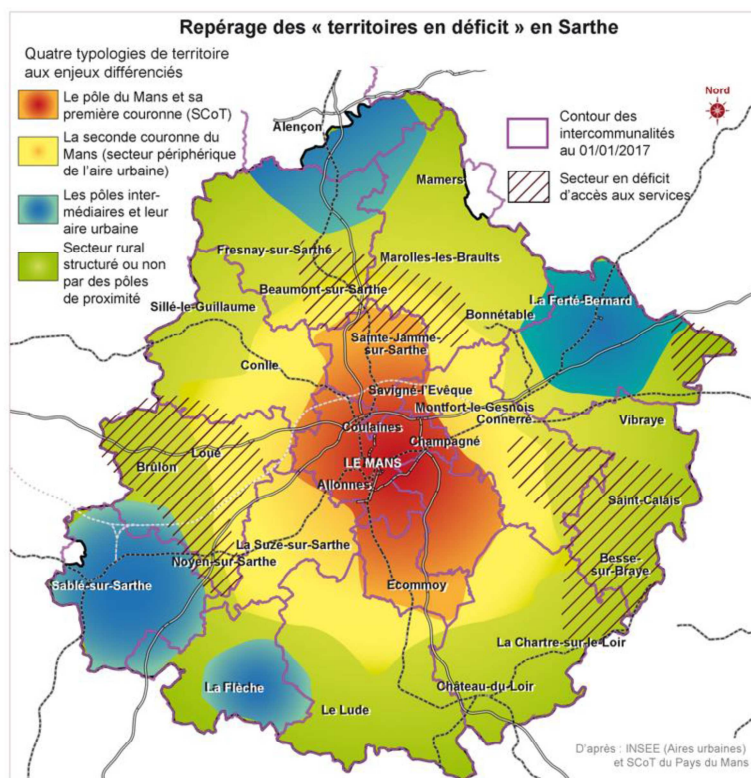 Repérage des « territoires en déficit » en Sarthe
Quatre typologies de territoire
aux enjeux différenciés
Le pôle du Mans et sa
première couronne (SCoT)
La seconde couronne du
Mans (secteur périphérique
de l'aire urbaine)
Les pôles inter-
médiaires et leur
aire urbaine
Secteur rural
structuré ou non
par des pôles
de proximité
Nord
Contour des
intercommunalités
au 01/01/2017
Secteur en déficit
d'accès aux services
Alençon
Mamers
Fresnay-sur-Sarthe
Marolles-les-Braults
Beaumont-sur-Sarthe
Sillé-le-Guillaume
La Ferté-Bernard
Bonnétable
Sainte-Jamme-
sur-Sarthe
Conlie
Savigné-l'Evêque
Montfort-le-Gesnois
Connerré
Vibraye
Coulaines
Champagné
Loué
Brûlon
LE MANS
Allonnes
Saint-Calais
La Suze-sur-Sarthe
Noyen-sur-Sarthe
Besse-
sur-Braye
Sablé-sur-Sarthe
Ecommoy
La Chartre-sur-le-Loir
La Flèche
Château-du-Loir
Le Lude
D'après : INSEE (Aires urbaines)
et SCoT du Pays du Mans